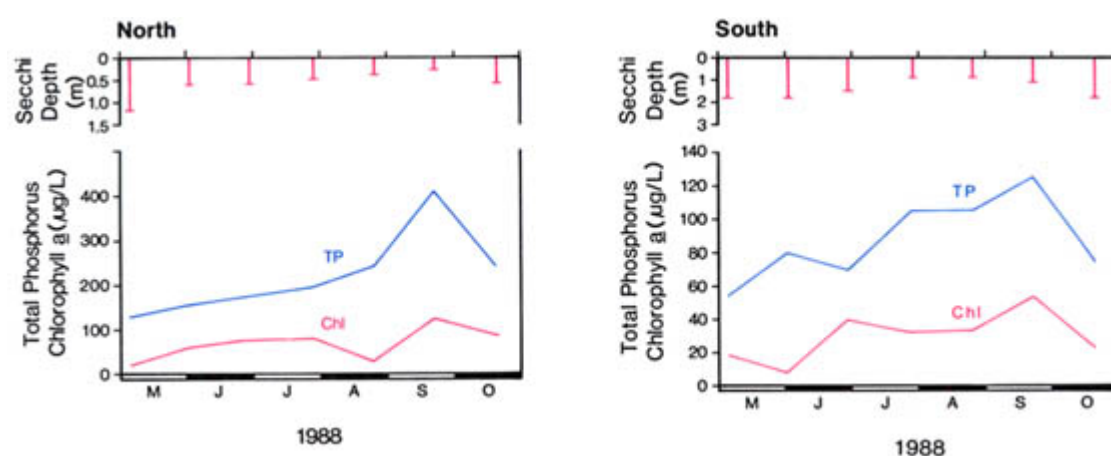 North
Secchi
Depth
(m)
0
0.5
1.0
1.5
Total Phosphorus
Chlorophyll a (µg/L)
400
300
200
100
0
TP
Chl
M J J A S O
1988
South
Secchi
Depth
(m)
0
1
2
3
Total Phosphorus
Chlorophyll a (µg/L)
140
120
100
80
60
40
20
0
TP
Chl
M J J A S O
1988